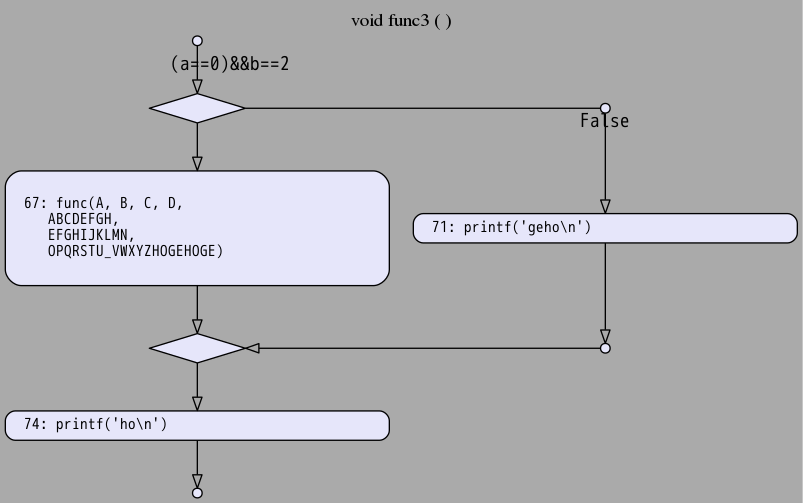 void func3 ( )
(a==0)&&b==2
False
67: func(A, B, C, D,
ABCDEFGH,
EFGHIJKLMN,
OPQRSTU_VWXYZHOGEHOGE)
71: printf('geho\n')
74: printf('ho\n')